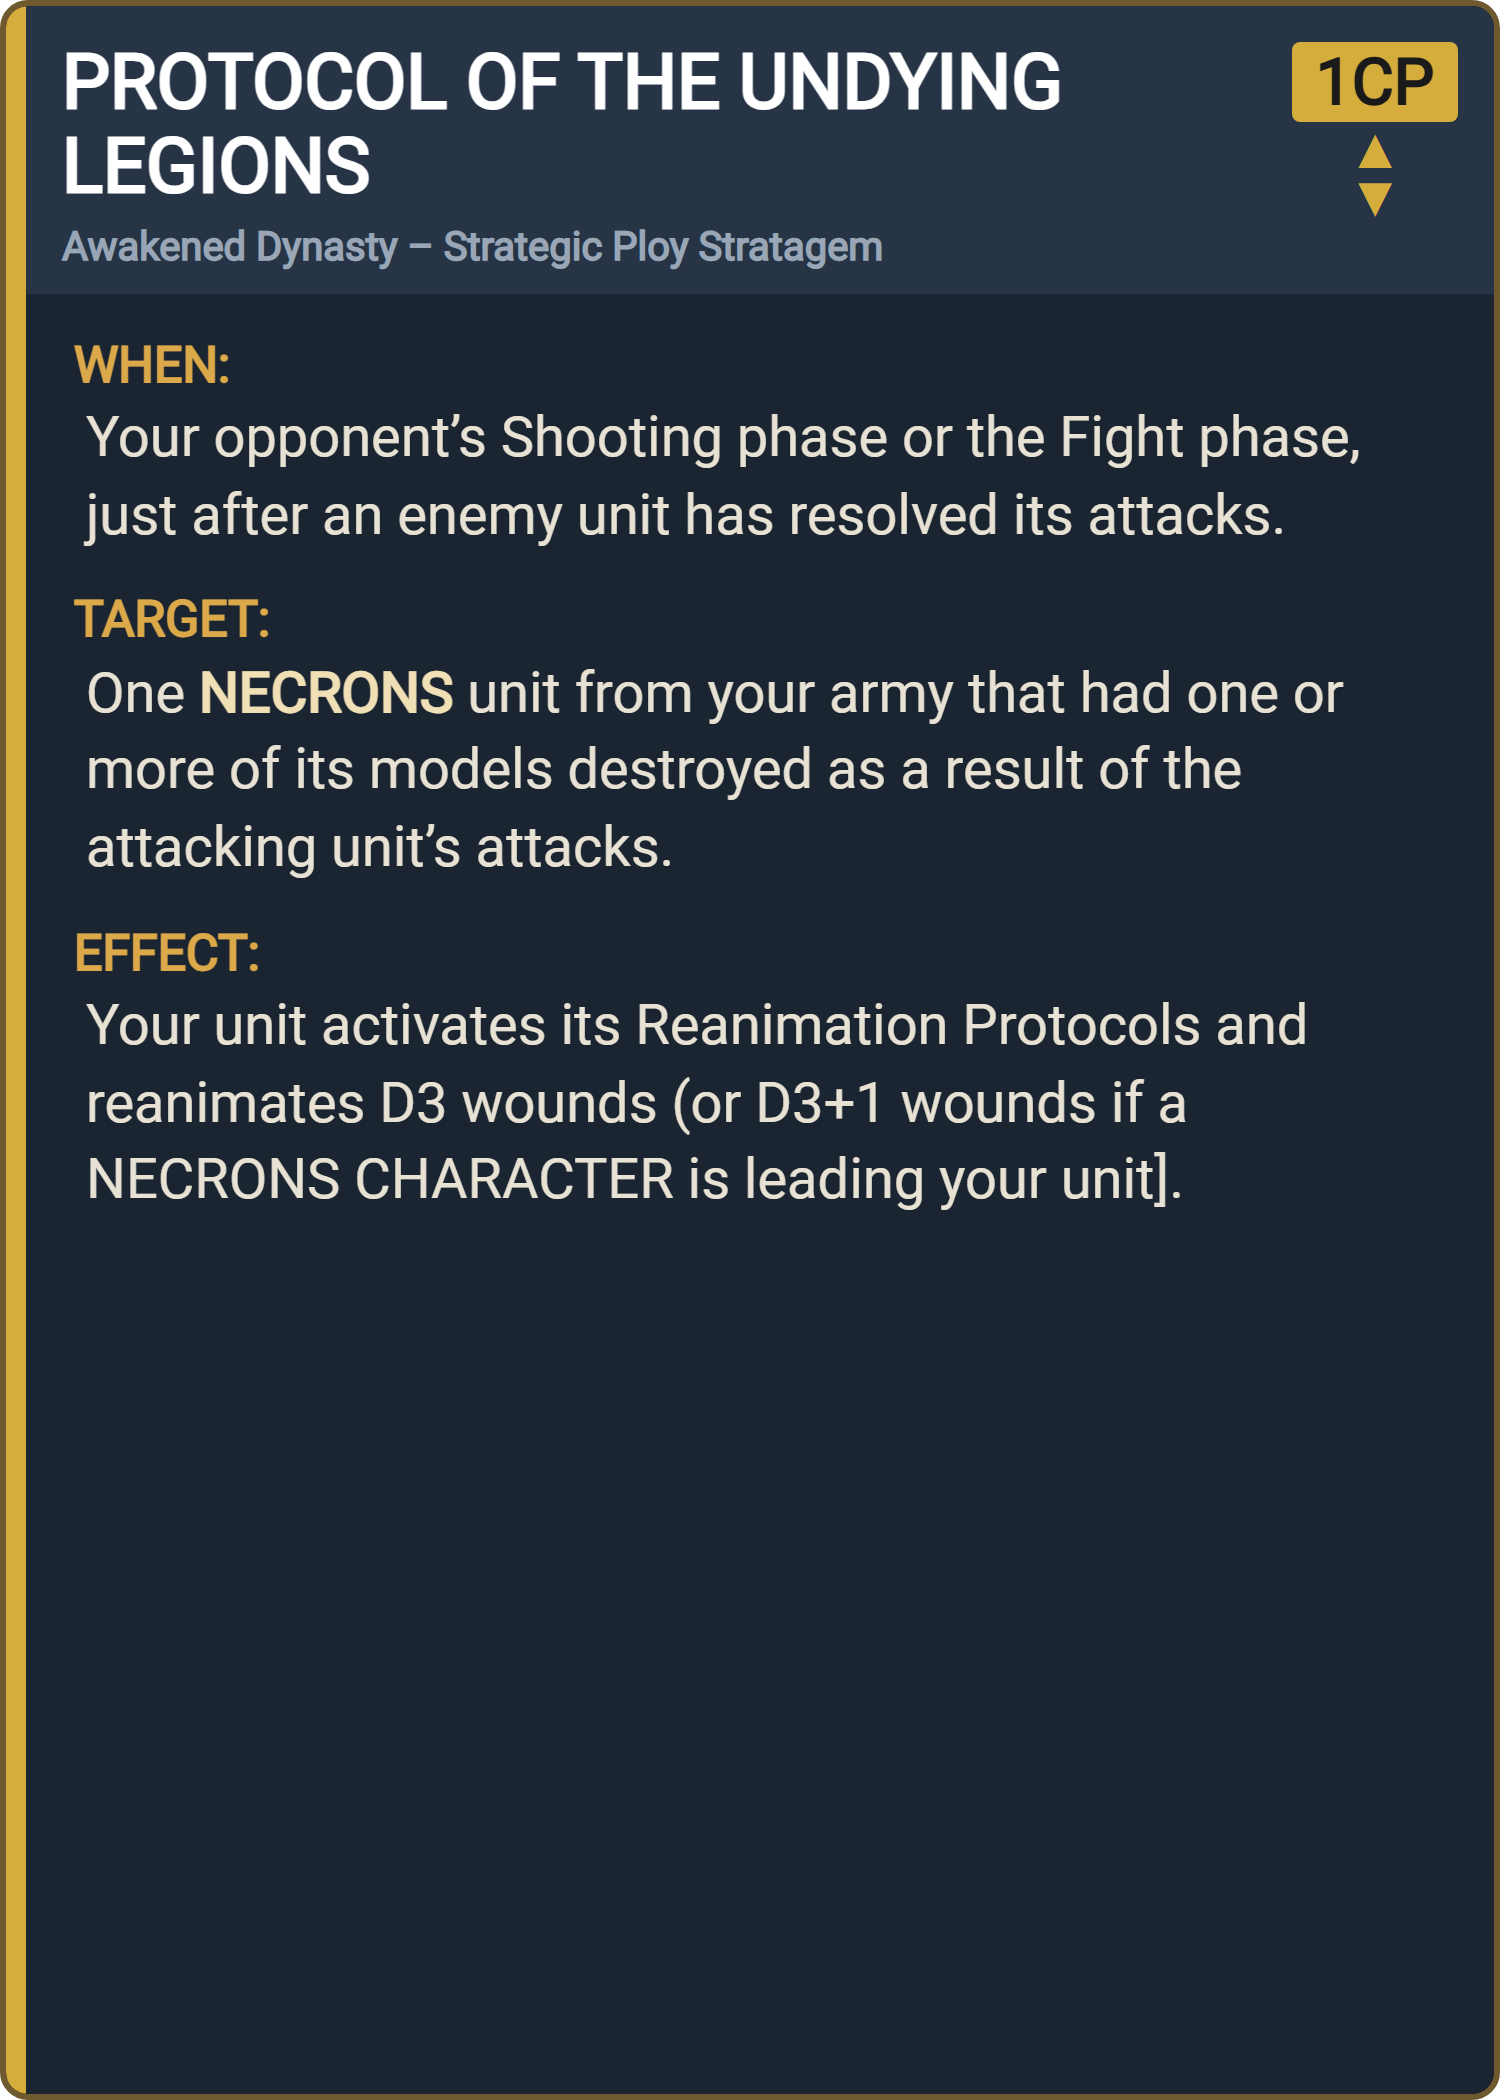 PROTOCOL OF THE UNDYING
LEGIONS
1CP
Awakened Dynasty – Strategic Ploy Stratagem
WHEN:
Your opponent’s Shooting phase or the Fight phase,
just after an enemy unit has resolved its attacks.
TARGET:
One NECRONS unit from your army that had one or
more of its models destroyed as a result of the
attacking unit’s attacks.
EFFECT:
Your unit activates its Reanimation Protocols and
reanimates D3 wounds (or D3+1 wounds if a
NECRONS CHARACTER is leading your unit].